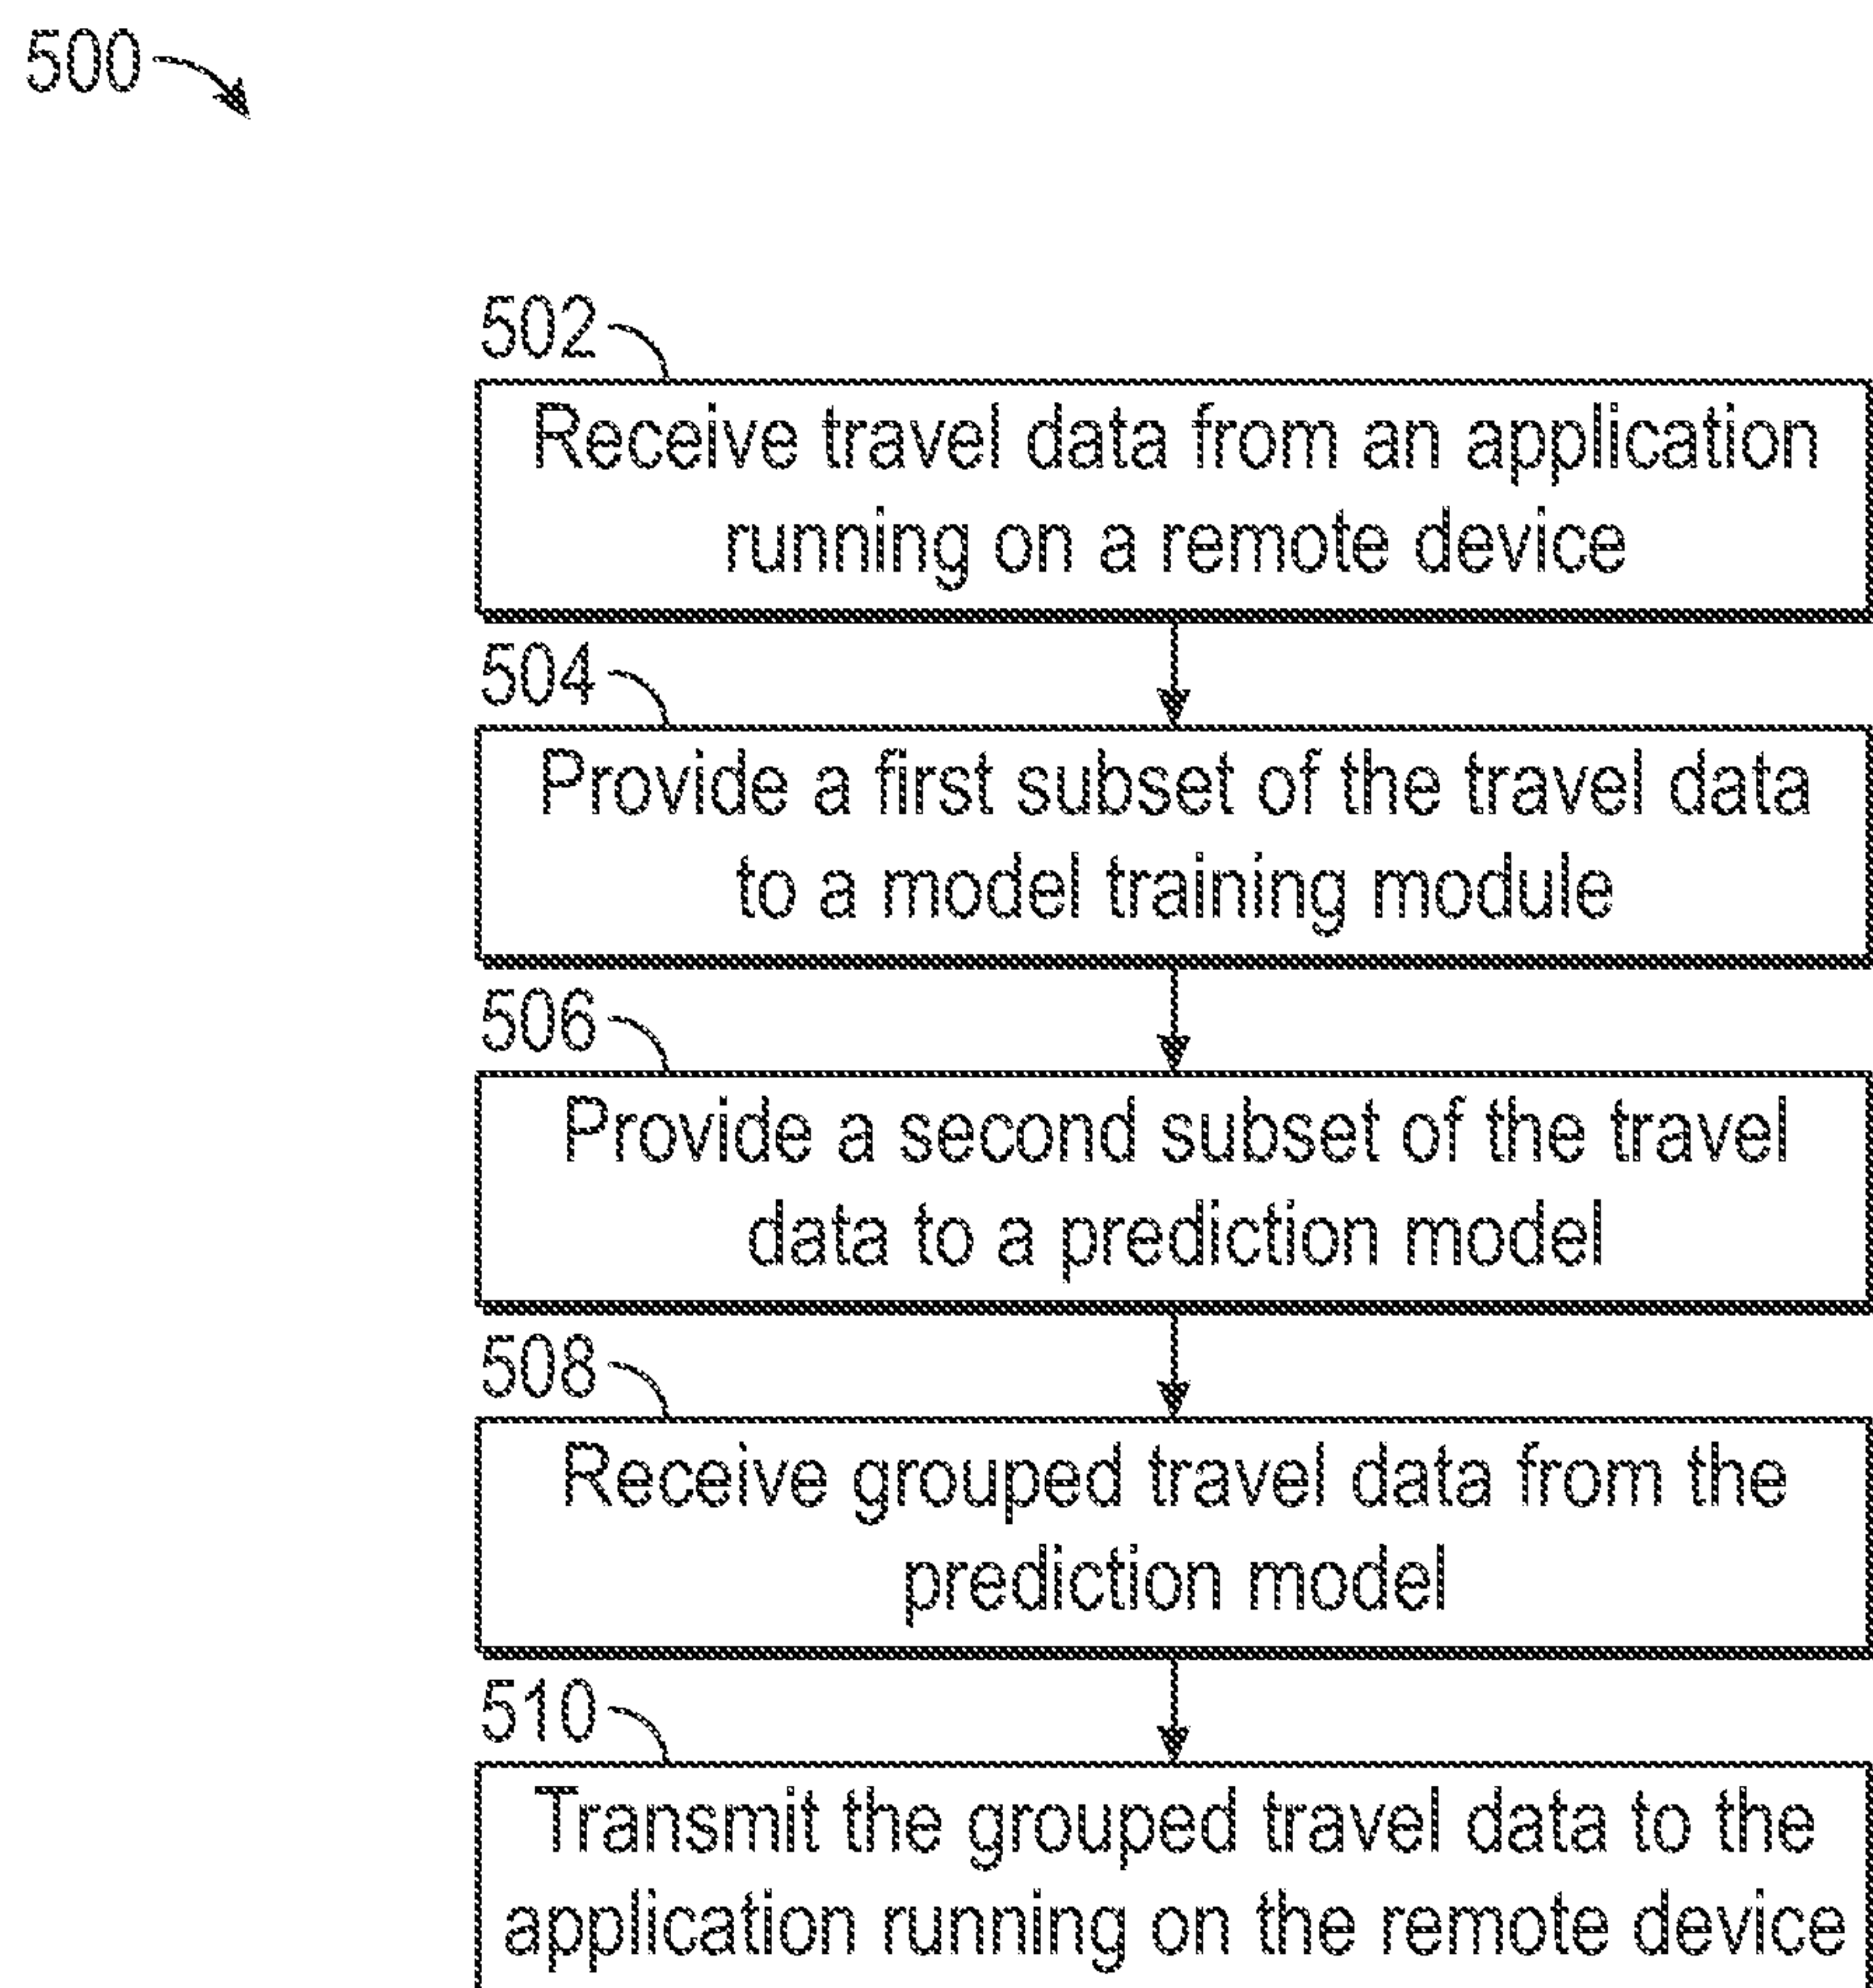 500
502
Receive travel data from an application
running on a remote device
504
Provide a first subset of the travel data
to a model training module
506
Provide a second subset of the travel
data to a prediction model
508
Receive grouped travel data from the
prediction model
510
Transmit the grouped travel data to the
application running on the remote device